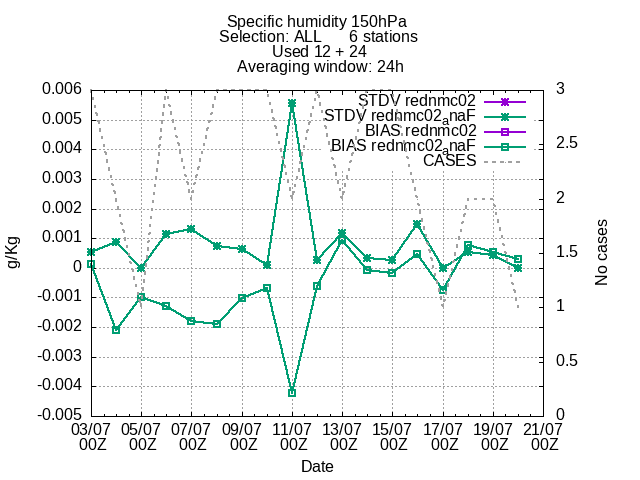 Specific humidity 150hPa
Selection: ALL 6 stations
Used 12 + 24
Averaging window: 24h
0.006
0.005
0.004
0.003
0.002
0.001
0
-0.001
-0.002
-0.003
-0.004
-0.005
g/Kg
STDV rednmc02
STDV rednmc02anaF
BIAS rednmc02
BIAS rednmc02anaF
CASES
3
2.5
2
1.5
1
0.5
0
No cases
03/07 05/07 07/07 09/07 11/07 13/07 15/07 17/07 19/07 21/07
00Z 00Z 00Z 00Z 00Z 00Z 00Z 00Z 00Z 00Z
Date